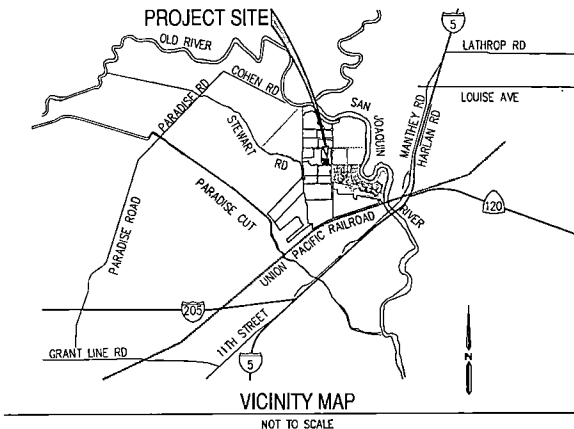 PROJECT SITE
OLD RIVER
5
LATHROP RD
COHEN RD
PARADISE RD
LOUISE AVE
SAN JOAQUIN
MANTHEY RD
HARLAN RD
STEWART RD
120
RIVER
PARADISE CUT
PARADISE ROAD
UNION PACIFIC RAILROAD
205
11TH STREET
GRANT LINE RD
5
N
VICINITY MAP
NOT TO SCALE